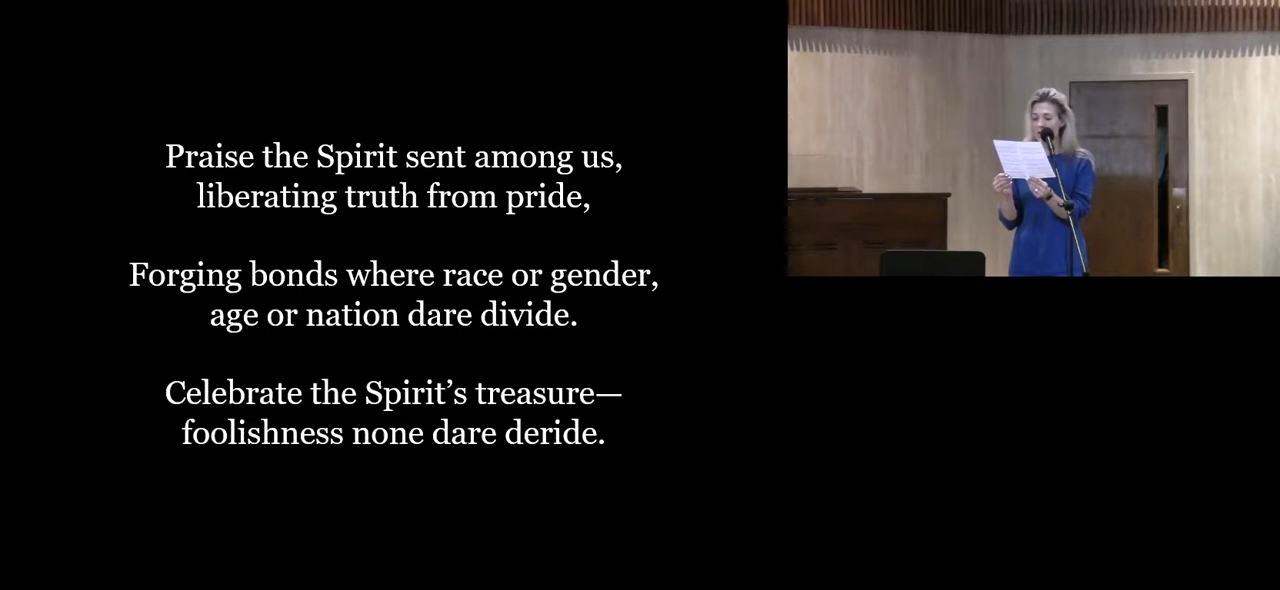 Praise the Spirit sent among us,
liberating truth from pride,
Forging bonds where race or gender,
age or nation dare divide.
Celebrate the Spirit’s treasure—
foolishness none dare deride.